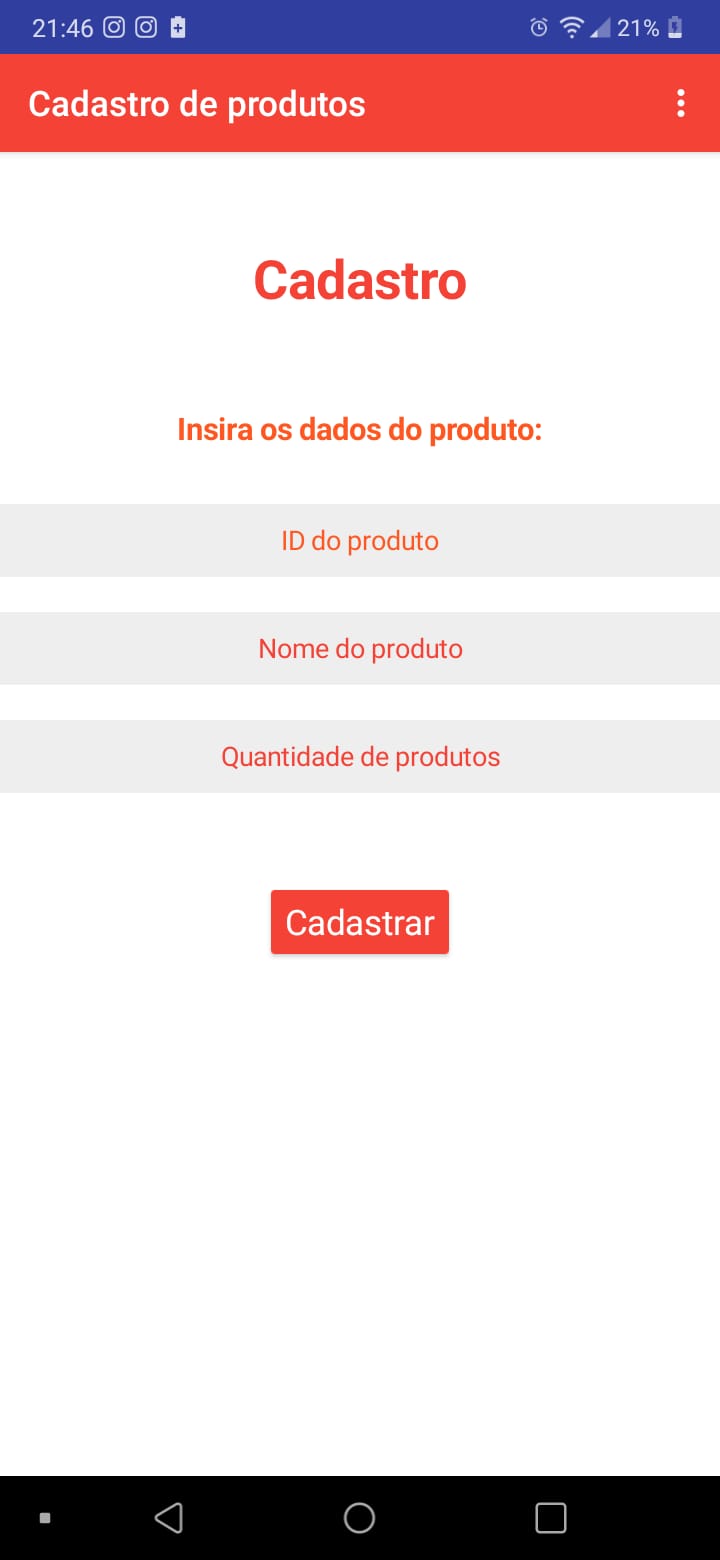 21:46 21%
Cadastro de produtos
Cadastro
Insira os dados do produto:
ID do produto
Nome do produto
Quantidade de produtos
Cadastrar